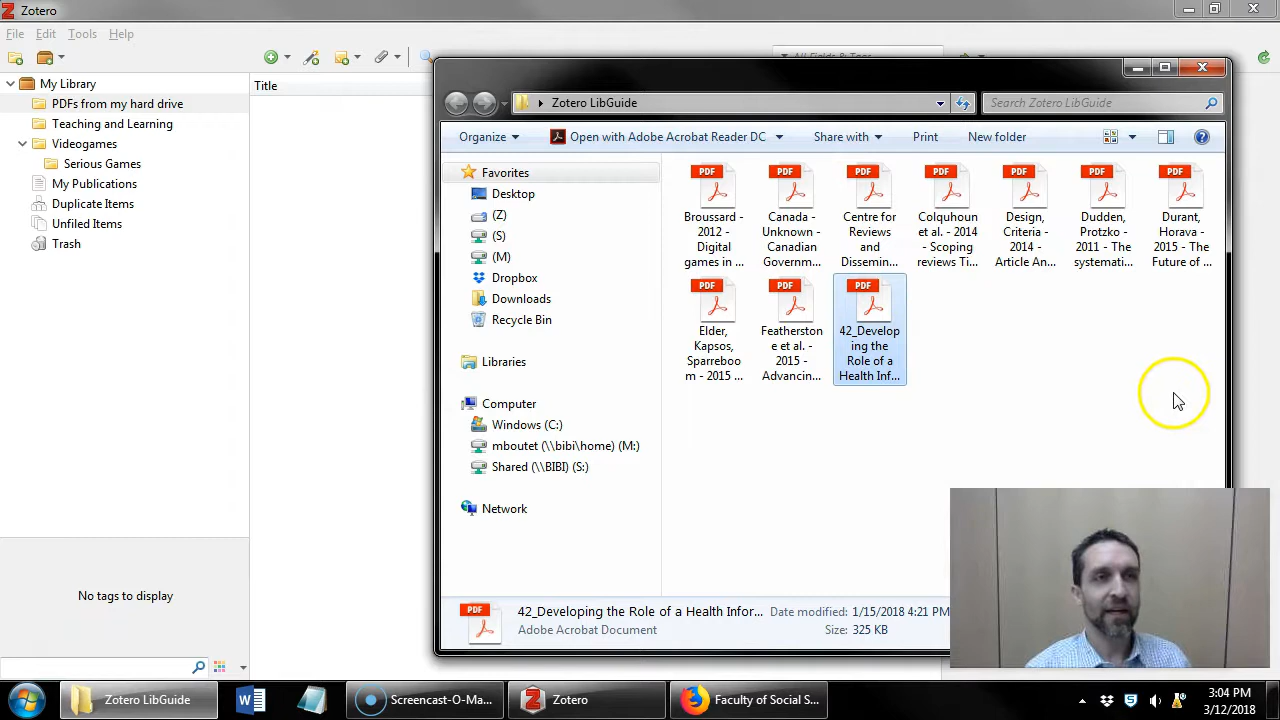 Zotero
File Edit Tools Help
My Library
PDFs from my hard drive
Teaching and Learning
Videogames
Serious Games
My Publications
Duplicate Items
Unfiled Items
Trash
No tags to display
Title
All Fields & Tags
Zotero LibGuide
Search Zotero LibGuide
Organize Open with Adobe Acrobat Reader DC Share with Print New folder
Favorites
Desktop
(Z)
(S)
(M)
Dropbox
Downloads
Recycle Bin
Libraries
Computer
Windows (C:)
mboutet (\\bibi\home) (M:)
Shared (\\BIBI) (S:)
Network
PDF
Broussard -
2012 -
Digital
games in ...
PDF
Canada -
Unknown -
Canadian
Governm...
PDF
Centre for
Reviews
and
Dissemin...
PDF
Colquhoun
et al. - 2014
- Scoping
reviews Ti...
PDF
Design,
Criteria -
2014 -
Article An...
PDF
Dudden,
Protzko -
2011 - The
systemati...
PDF
Durant,
Horava -
2015 - The
Future of ...
PDF
Elder,
Kapsos,
Sparreboo
m - 2015 ...
PDF
Featherston
e et al. -
2015 -
Advancin...
PDF
42_Develop
ing the
Role of a
Health Inf...
PDF
42_Developing the Role of a Health Infor... Date modified: 1/15/2018 4:21 PM
Adobe Acrobat Document Size: 325 KB
Zotero LibGuide
Screencast-O-Ma...
Zotero
Faculty of Social S...
3:04 PM
3/12/2018